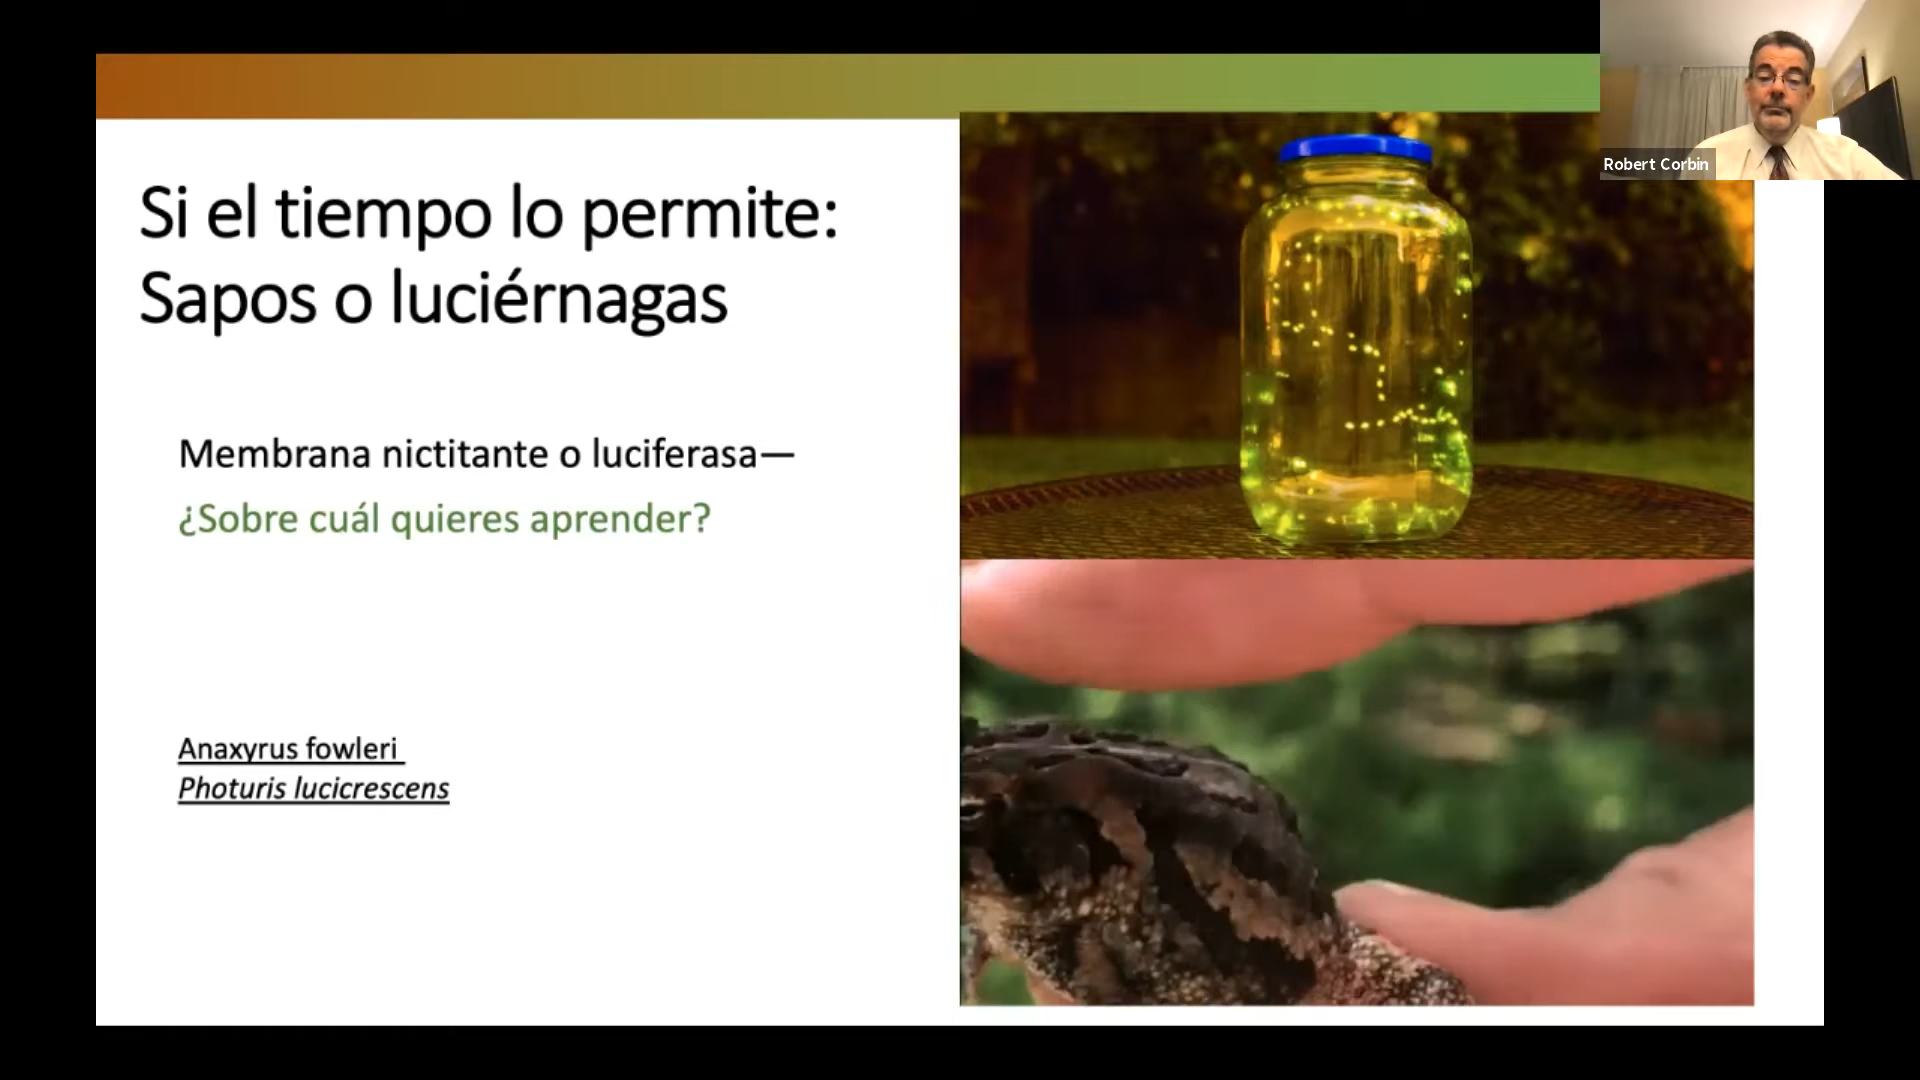 Si el tiempo lo permite:
Sapos o luciérnagas
Membrana nictitante o luciferasa—
¿Sobre cuál quieres aprender?
Anaxyrus fowleri
Photuris lucicrescens
Robert Corbin